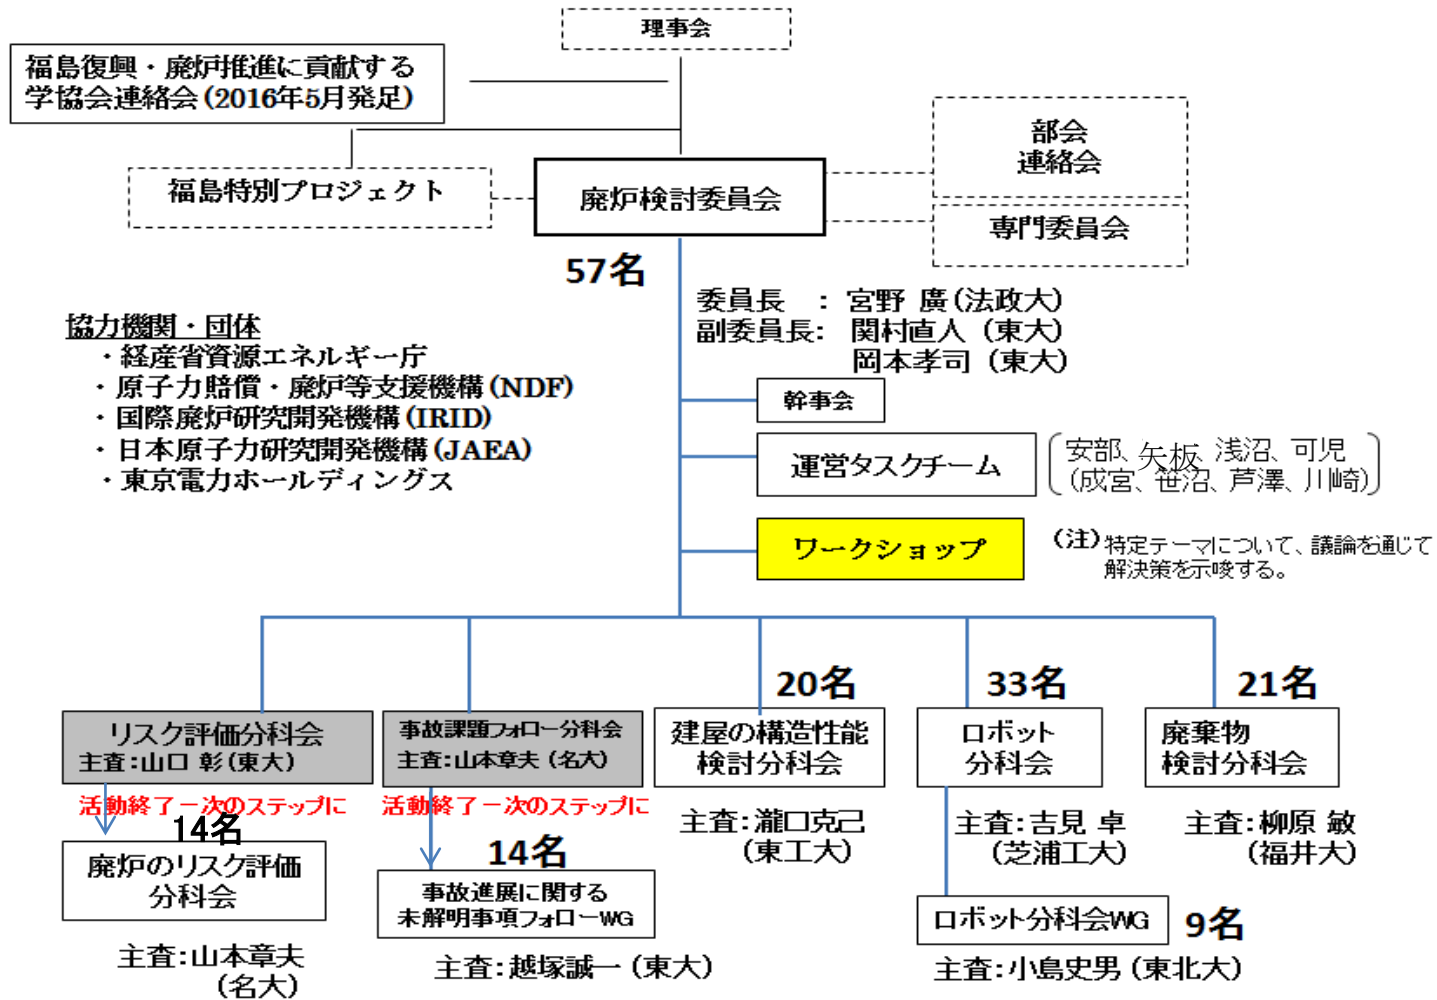 理事会
福島復興・廃炉推進に貢献する
学協会連絡会(2016年5月発足)
部会
連絡会
福島特別プロジェクト
廃炉検討委員会
専門委員会
57名
委員長 : 宮野 廣(法政大)
副委員長: 関村直人 (東大)
岡本孝司 (東大)
協力機関・団体
・経産省資源エネルギー庁
・原子力賠償・廃炉等支援機構(NDF)
・国際廃炉研究開発機構(IRID)
・日本原子力研究開発機構(JAEA)
・東京電力ホールディングス
幹事会
運営タスクチーム
安部、矢板、浅沼、可児
(成宮、笹沼、芦澤、川崎)
ワークショップ
(注)特定テーマについて、議論を通じて
解決策を示唆する。
リスク評価分科会
主査:山口 彰(東大)
活動終了ー次のステップに
14名
廃炉のリスク評価
分科会
主査:山本章夫
(名大)
事故課題フォロー分科会
主査:山本章夫 (名大)
活動終了ー次のステップに
14名
事故進展に関する
未解明事項フォローWG
主査:越塚誠一 (東大)
20名
建屋の構造性能
検討分科会
主査:瀧口克己
(東工大)
33名
ロボット
分科会
主査:吉見 卓
(芝浦工大)
ロボット分科会WG
9名
主査:小島史男 (東北大)
21名
廃棄物
検討分科会
主査:柳原 敏
(福井大)